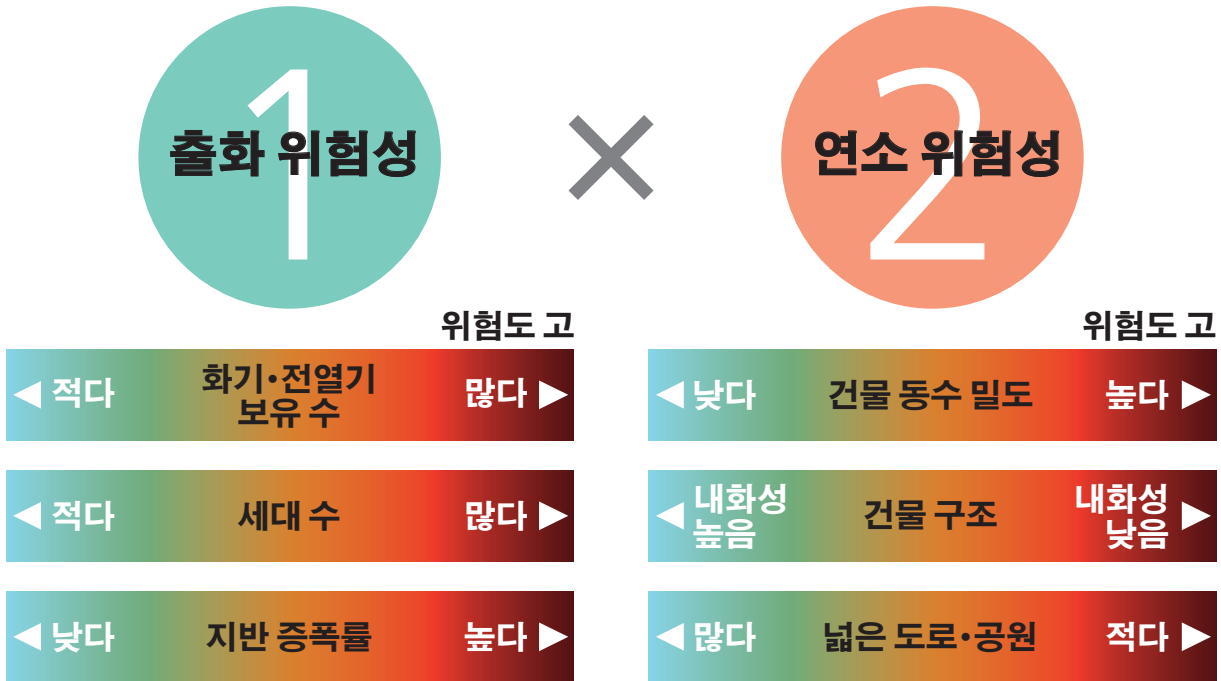 1
출화 위험성
×
2
연소 위험성
위험도 고
◀ 적다
화기·전열기
보유 수
많다 ▶
◀ 적다
세대 수
많다 ▶
◀ 낮다
지반 증폭률
높다 ▶
위험도 고
◀ 낮다
건물 동수 밀도
높다 ▶
◀ 내화성
높음
건물 구조
내화성
낮음 ▶
◀ 많다
넓은 도로·공원
적다 ▶